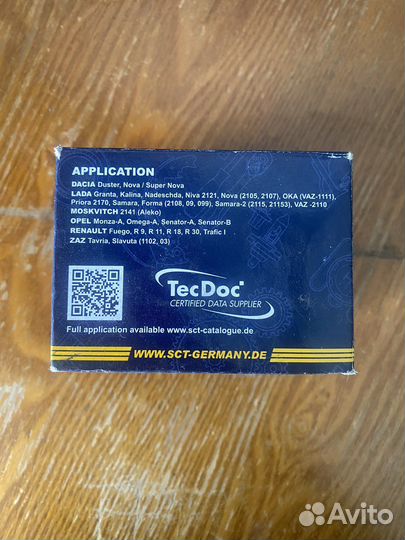 APPLICATION
DACIA Duster, Nova / Super Nova
LADA Granta, Kalina, Nadeschda, Niva 2121, Nova (2105, 2107), OKA (VAZ-1111),
Priora 2170, Samara, Forma (2108, 09, 099), Samara-2 (2115, 21153), VAZ -2110
MOSKVITCH 2141 (Aleko)
OPEL Monza-A, Omega-A, Senator-A, Senator-B
RENAULT Fuego, R 9, R 11, R 18, R 30, Trafic I
ZAZ Tavria, Slavuta (1102, 03)
TecDoc
CERTIFIED DATA SUPPLIER
Full application available www.sct-catalogue.de
WWW.SCT-GERMANY.DE
Avito